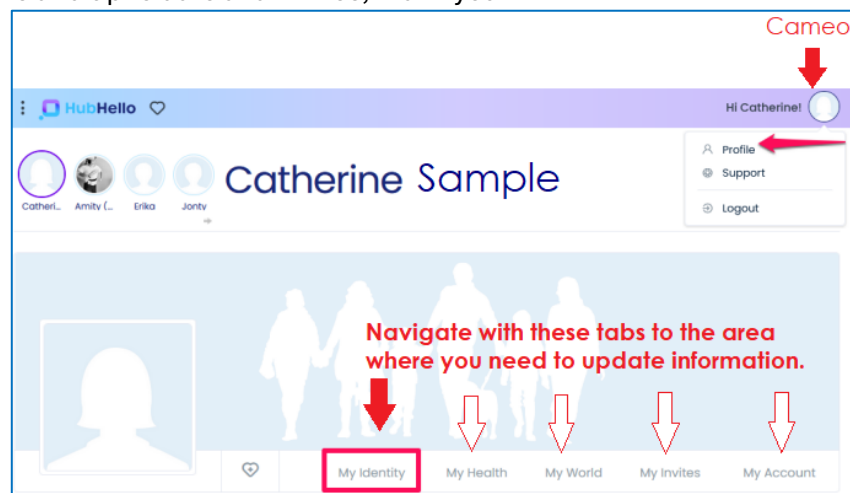 Cameo
HubHello
Hi Catherine!
Profile
Support
Logout
Catherine Sample
Catheri...
Amity (...
Erika
Jonty
Navigate with these tabs to the area
where you need to update information.
My Identity
My Health
My World
My Invites
My Account